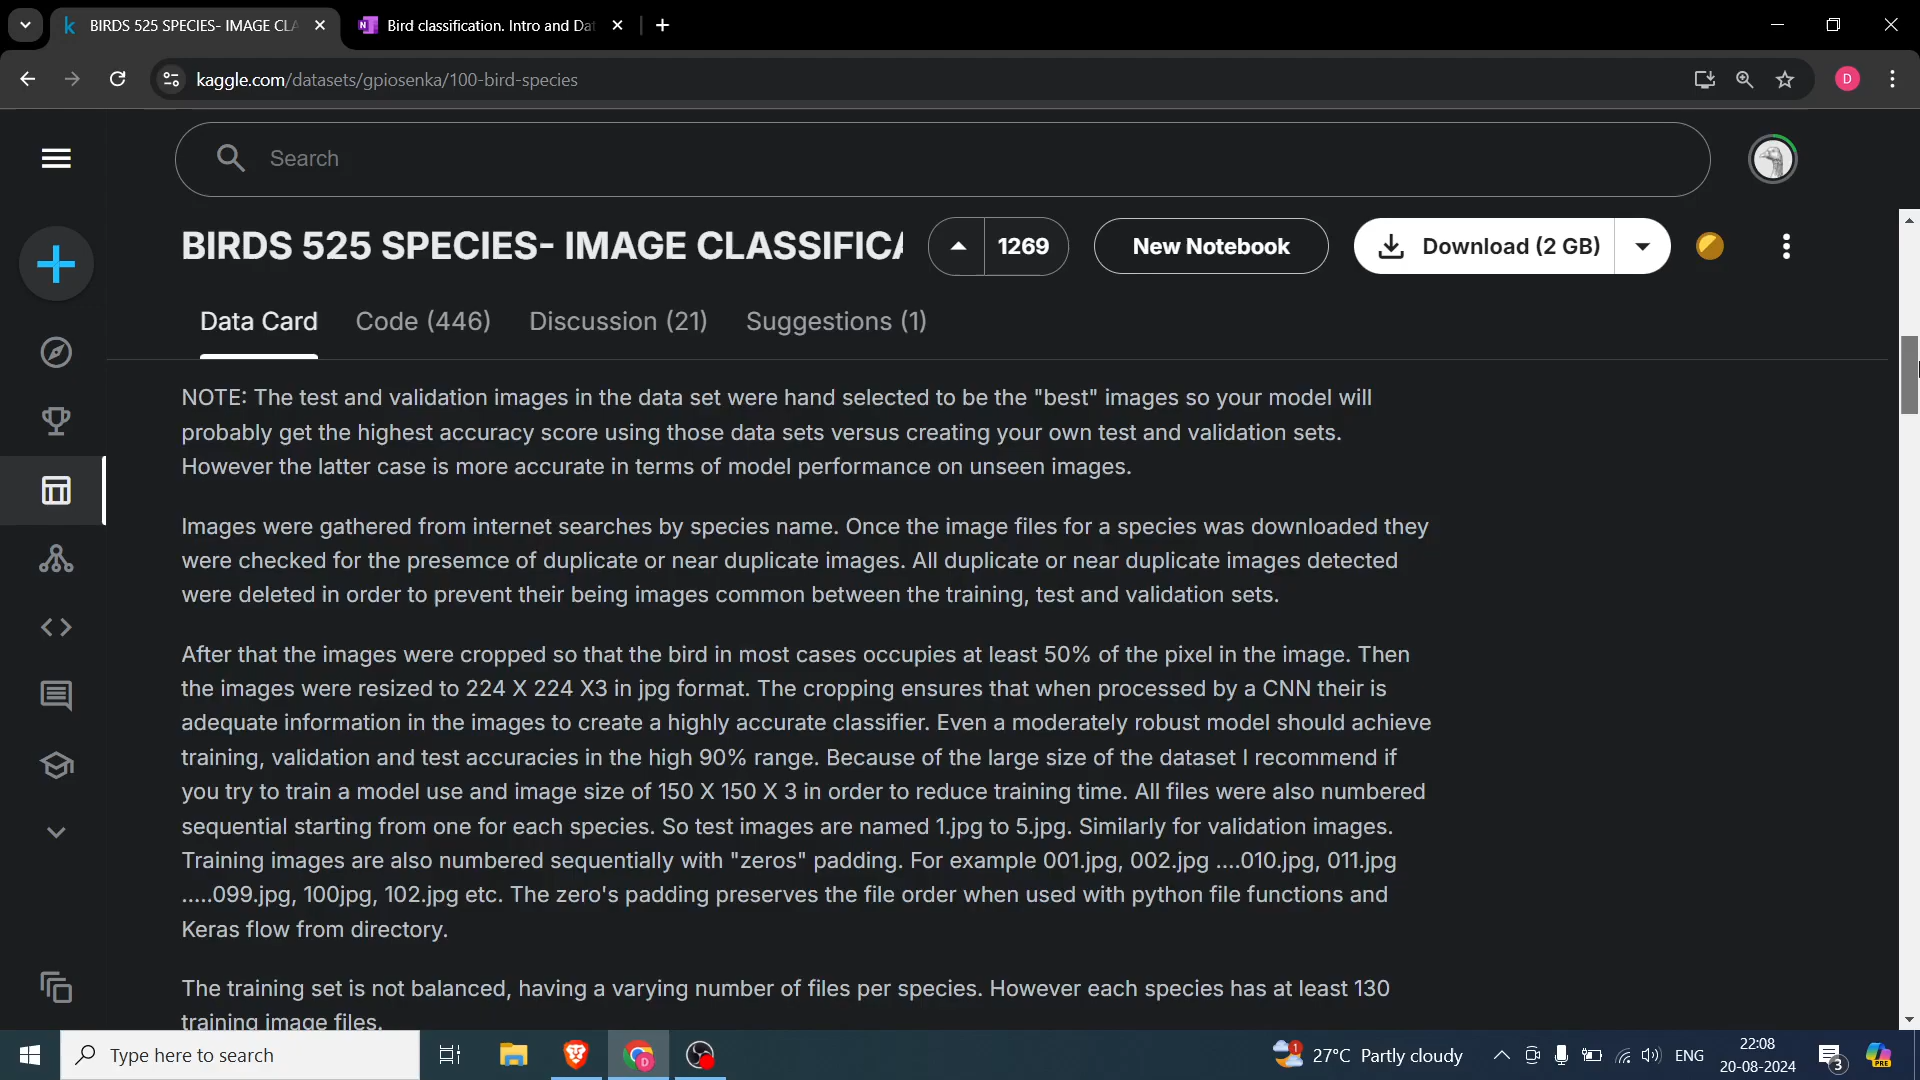 BIRDS 525 SPECIES- IMAGE CLA
Bird classification. Intro and Dat
kaggle.com/datasets/gpiosenka/100-bird-species
D
Search
BIRDS 525 SPECIES- IMAGE CLASSIFICA
1269
New Notebook
Download (2 GB)
Data Card
Code (446)
Discussion (21)
Suggestions (1)
NOTE: The test and validation images in the data set were hand selected to be the "best" images so your model will
probably get the highest accuracy score using those data sets versus creating your own test and validation sets.
However the latter case is more accurate in terms of model performance on unseen images.
Images were gathered from internet searches by species name. Once the image files for a species was downloaded they
were checked for the presemce of duplicate or near duplicate images. All duplicate or near duplicate images detected
were deleted in order to prevent their being images common between the training, test and validation sets.
After that the images were cropped so that the bird in most cases occupies at least 50% of the pixel in the image. Then
the images were resized to 224 X 224 X3 in jpg format. The cropping ensures that when processed by a CNN their is
adequate information in the images to create a highly accurate classifier. Even a moderately robust model should achieve
training, validation and test accuracies in the high 90% range. Because of the large size of the dataset I recommend if
you try to train a model use and image size of 150 X 150 X 3 in order to reduce training time. All files were also numbered
sequential starting from one for each species. So test images are named 1.jpg to 5.jpg. Similarly for validation images.
Training images are also numbered sequentially with "zeros" padding. For example 001.jpg, 002.jpg ....010.jpg, 011.jpg
.....099.jpg, 100jpg, 102.jpg etc. The zero's padding preserves the file order when used with python file functions and
Keras flow from directory.
The training set is not balanced, having a varying number of files per species. However each species has at least 130
training image files.
Type here to search
1
27°C Partly cloudy
ENG
22:08
20-08-2024
3
PRE